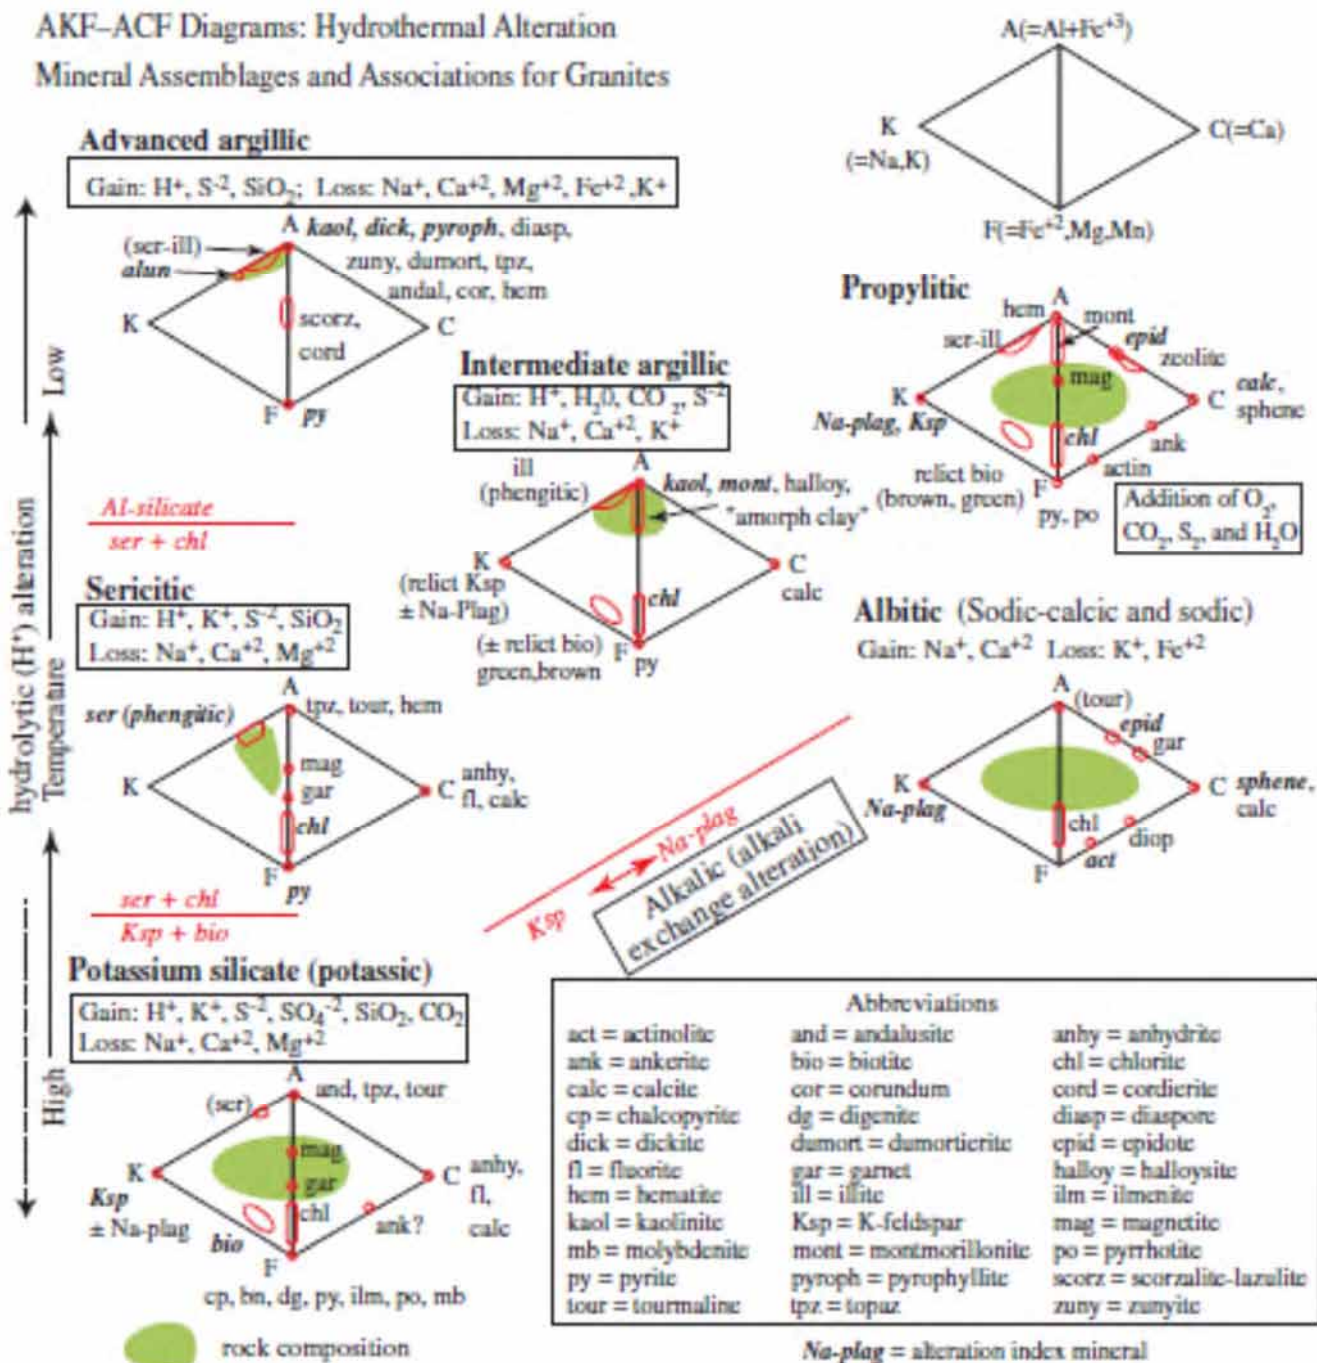 AKF–ACF Diagrams: Hydrothermal Alteration
Mineral Assemblages and Associations for Granites
A(=Al+Fe+3)
K
(=Na,K)
C(=Ca)
F(=Fe+2,Mg,Mn)
Advanced argillic
Gain: H+, S-2, SiO2; Loss: Na+, Ca+2, Mg+2, Fe+2 ,K+
A kaol, dick, pyroph, diasp,
(ser-ill)
alun
zuny, dumort, tpz,
andal, cor, hem
K
scorz,
cord
C
F py
Propylitic
A
hem
mont
ser-ill
epid
zeolite
mag
K
C calc,
sphene
Na-plag, Ksp
chl
ank
actin
relict bio
(brown, green)
F
py, po
Addition of O2,
CO2, S2, and H2O
Intermediate argillic
Gain: H+, H20, CO2, S-2
Loss: Na+, Ca+2, K+
ill
(phengitic)
A
kaol, mont, halloy,
"amorph clay"
K
(relict Ksp
± Na-Plag)
chl
C
calc
(± relict bio)
green,brown
F
py
Low
hydrolytic (H+) alteration
Temperature
High
Al-silicate
ser + chl
Sericitic
Gain: H+, K+, S-2, SiO2
Loss: Na+, Ca+2, Mg+2
A
ser (phengitic)
tpz, tour, hem
mag
gar
K
C anhy,
fl, calc
chl
F
py
Albitic (Sodic-calcic and sodic)
Gain: Na+, Ca+2 Loss: K+, Fe+2
A
(tour)
epid
gar
K
Na-plag
C sphene,
calc
chl
diop
act
F
Ksp
Na-plag
Alkalic (alkali
exchange alteration)
ser + chl
Ksp + bio
Potassium silicate (potassic)
Gain: H+, K+, S-2, SO4-2, SiO2, CO2
Loss: Na+, Ca+2, Mg+2
A
(ser)
and, tpz, tour
mag
gar
K
Ksp
± Na-plag
C anhy,
fl,
calc
chl
ank?
bio
F
cp, bn, dg, py, ilm, po, mb
rock composition
Abbreviations
act = actinolite and = andalusite anhy = anhydrite
ank = ankerite bio = biotite chl = chlorite
calc = calcite cor = corundum cord = cordierite
cp = chalcopyrite dg = digenite diasp = diaspore
dick = dickite dumort = dumortierite epid = epidote
fl = fluorite gar = garnet halloy = halloysite
hem = hematite ill = illite ilm = ilmenite
kaol = kaolinite Ksp = K-feldspar mag = magnetite
mb = molybdenite mont = montmorillonite po = pyrrhotite
py = pyrite pyroph = pyrophyllite scorz = scorzalite-lazulite
tour = tourmaline tpz = topaz zuny = zunyite
Na-plag = alteration index mineral